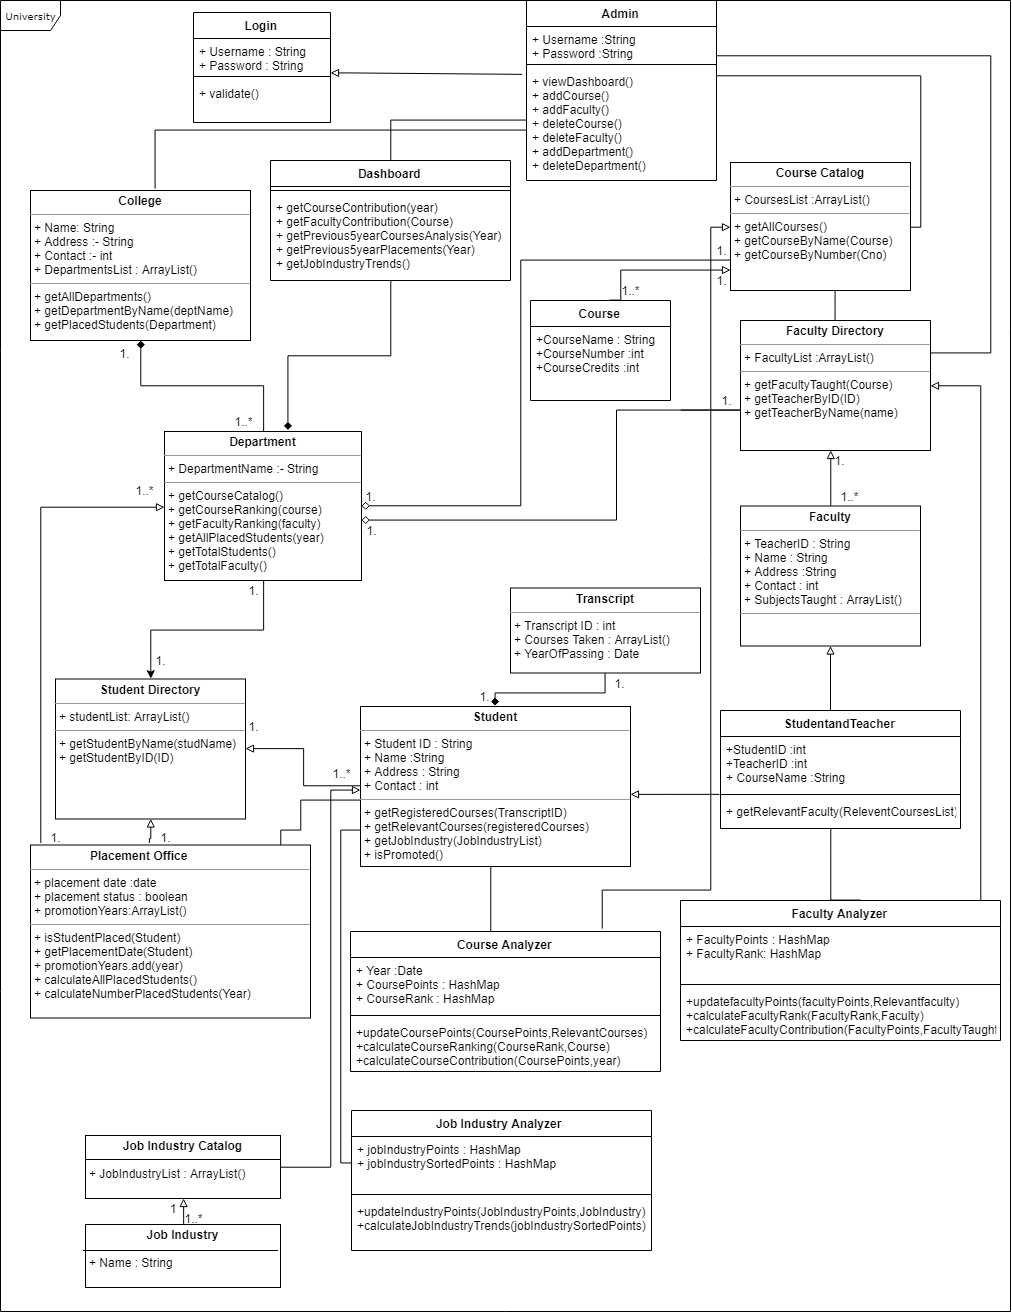 University
Login
+ Username : String
+ Password : String
+ validate()
Admin
+ Username :String
+ Password :String
+ viewDashboard()
+ addCourse()
+ addFaculty()
+ deleteCourse()
+ deleteFaculty()
+ addDepartment()
+ deleteDepartment()
Dashboard
+ getCourseContribution(year)
+ getFacultyContribution(Course)
+ getPrevious5yearCoursesAnalysis(Year)
+ getPrevious5yearPlacements(Year)
+ getJobIndustryTrends()
Course Catalog
+ CoursesList :ArrayList()
+ getAllCourses()
+ getCourseByName(Course)
+ getCourseByNumber(Cno)
1.
1.
College
+ Name: String
+ Address :- String
+ Contact :- int
+ DepartmentsList : ArrayList()
+ getAllDepartments()
+ getDepartmentByName(deptName)
+ getPlacedStudents(Department)
1.
1..*
1..*
Course
+CourseName : String
+CourseNumber :int
+CourseCredits :int
Faculty Directory
+ FacultyList :ArrayList()
+ getFacultyTaught(Course)
+ getTeacherByID(ID)
+ getTeacherByName(name)
1.
1.
1..*
Department
+ DepartmentName :- String
+ getCourseCatalog()
+ getCourseRanking(course)
+ getFacultyRanking(faculty)
+ getAllPlacedStudents(year)
+ getTotalStudents()
+ getTotalFaculty()
1..*
1.
1.
1.
1.
Faculty
+ TeacherID : String
+ Name : String
+ Address :String
+ Contact : int
+ SubjectsTaught : ArrayList()
Transcript
+ Transcript ID : int
+ Courses Taken : ArrayList()
+ YearOfPassing : Date
1.
1.
Student Directory
+ studentList: ArrayList()
+ getStudentByName(studName)
+ getStudentByID(ID)
1.
1..*
1.
1.
Student
+ Student ID : String
+ Name :String
+ Address : String
+ Contact : int
+ getRegisteredCourses(TranscriptID)
+ getRelevantCourses(registeredCourses)
+ getJobIndustry(JobIndustryList)
+ isPromoted()
StudentandTeacher
+StudentID :int
+TeacherID :int
+ CourseName :String
+ getRelevantFaculty(ReleventCoursesList)
Placement Office
+ placement date :date
+ placement status : boolean
+ promotionYears:ArrayList()
+ isStudentPlaced(Student)
+ getPlacementDate(Student)
+ promotionYears.add(year)
+ calculateAllPlacedStudents()
+ calculateNumberPlacedStudents(Year)
Course Analyzer
+ Year :Date
+ CoursePoints : HashMap
+ CourseRank : HashMap
+updateCoursePoints(CoursePoints,RelevantCourses)
+calculateCourseRanking(CourseRank,Course)
+calculateCourseContribution(CoursePoints,year)
Faculty Analyzer
+ FacultyPoints : HashMap
+ FacultyRank: HashMap
+updatefacultyPoints(facultyPoints,Relevantfaculty)
+calculateFacultyRank(FacultyRank,Faculty)
+calculateFacultyContribution(FacultyPoints,FacultyTaught
Job Industry Analyzer
+ jobIndustryPoints : HashMap
+ jobIndustrySortedPoints : HashMap
+updateIndustryPoints(JobIndustryPoints,JobIndustry)
+calculateJobIndustryTrends(jobIndustrySortedPoints)
Job Industry Catalog
+ JobIndustryList : ArrayList()
1
1..*
Job Industry
+ Name : String